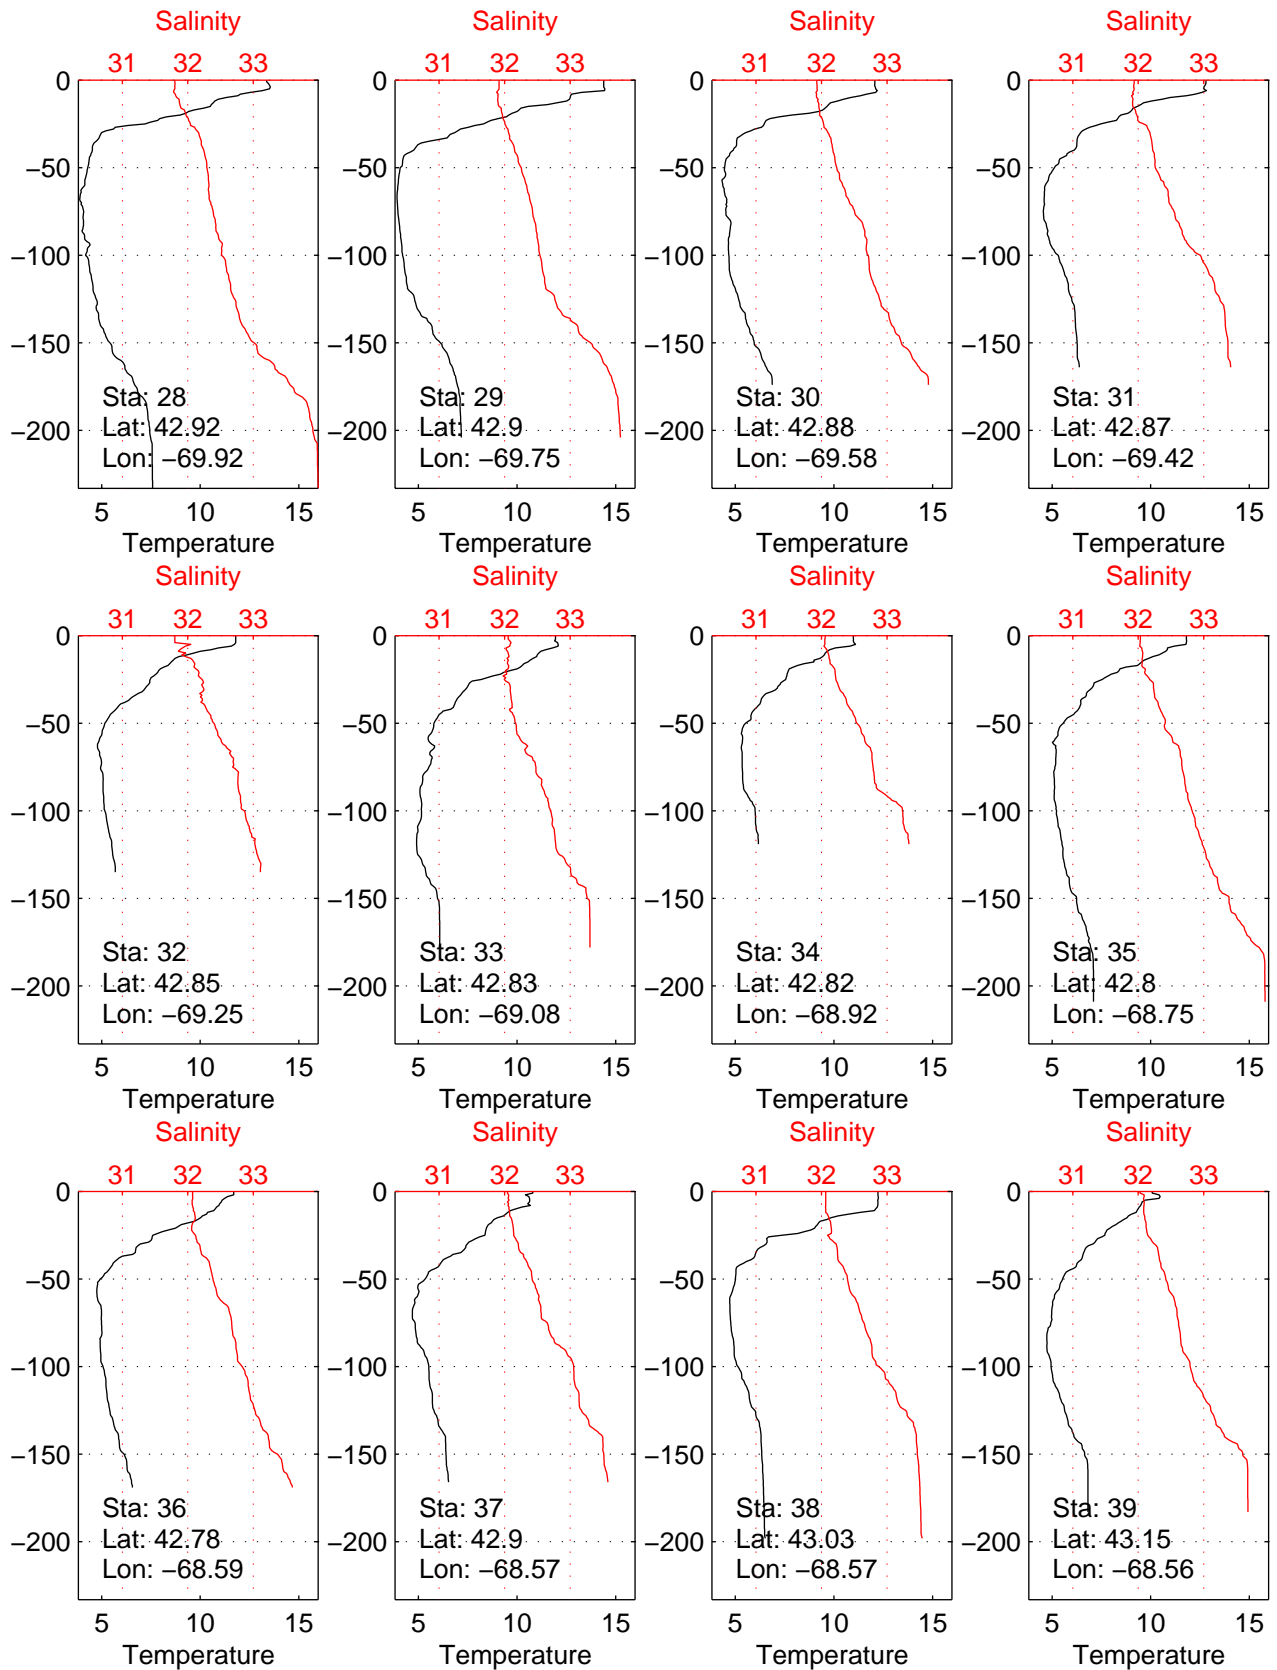 Salinity Salinity Salinity Salinity
31 32 33 31 32 33 31 32 33 31 32 33
0 0 0 0
−50 −50 −50 −50
−100 −100 −100 −100
−150 −150 −150 −150
Sta: 28 Sta: 29 Sta: 30 Sta: 31
Lat: 42.92 Lat: 42.9 Lat: 42.88 Lat: 42.87
−200 −200 −200 −200
Lon: −69.92 Lon: −69.75 Lon: −69.58 Lon: −69.42
5 10 15 5 10 15 5 10 15 5 10 15
Temperature Temperature Temperature Temperature
Salinity Salinity Salinity Salinity
31 32 33 31 32 33 31 32 33 31 32 33
0 0 0 0
−50 −50 −50 −50
−100 −100 −100 −100
−150 −150 −150 −150
Sta: 32 Sta: 33 Sta: 34 Sta: 35
Lat: 42.85 Lat: 42.83 Lat: 42.82 Lat: 42.8
−200 −200 −200 −200
Lon: −69.25 Lon: −69.08 Lon: −68.92 Lon: −68.75
5 10 15 5 10 15 5 10 15 5 10 15
Temperature Temperature Temperature Temperature
Salinity Salinity Salinity Salinity
31 32 33 31 32 33 31 32 33 31 32 33
0 0 0 0
−50 −50 −50 −50
−100 −100 −100 −100
−150 −150 −150 −150
Sta: 36 Sta: 37 Sta: 38 Sta: 39
Lat: 42.78 Lat: 42.9 Lat: 43.03 Lat: 43.15
−200 −200 −200 −200
Lon: −68.59 Lon: −68.57 Lon: −68.57 Lon: −68.56
5 10 15 5 10 15 5 10 15 5 10 15
Temperature Temperature Temperature Temperature